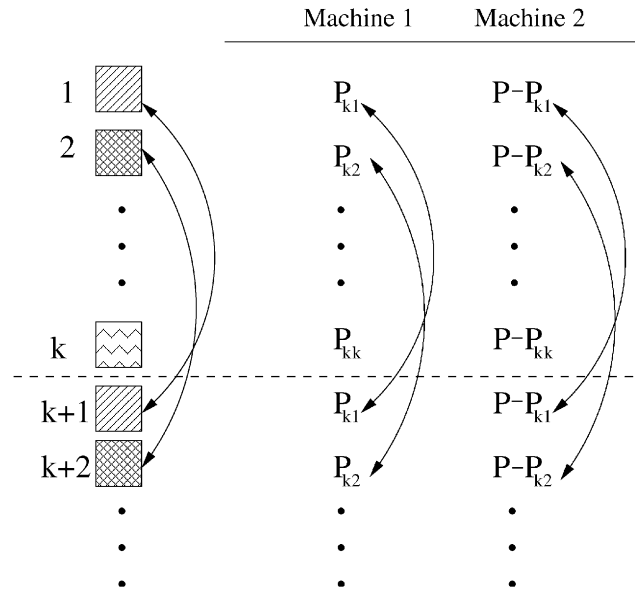 Machine 1 Machine 2
1 P_k1 P-P_k1
2 P_k2 P-P_k2
k P_kk P-P_kk
k+1 P_k1 P-P_k1
k+2 P_k2 P-P_k2